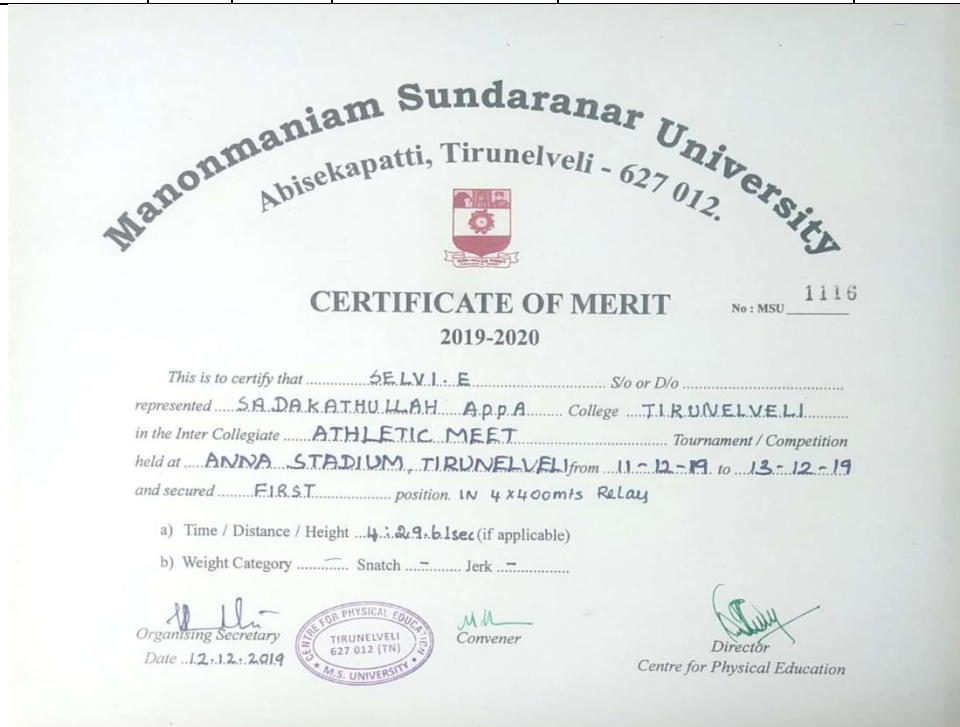 Manonmaniam Sundaranar University
Abisekapatti, Tirunelveli - 627 012.
CERTIFICATE OF MERIT
No : MSU 1116
2019-2020
This is to certify that SELVI. E S/o or D/o
represented SADAKATHULLAH APPA College TIRUNELVELI
in the Inter Collegiate ATHLETIC MEET Tournament / Competition
held at ANNA STADIUM, TIRUNELVELI from 11-12-19 to 13-12-19
and secured FIRST position. IN 4x400mts Relay
a) Time / Distance / Height 4:29.61sec (if applicable)
b) Weight Category – Snatch – Jerk –
Organising Secretary
Date 12.12.2019
CENTRE FOR PHYSICAL EDUCATION
TIRUNELVELI
627 012 (TN)
* M.S. UNIVERSITY *
Convener
Director
Centre for Physical Education